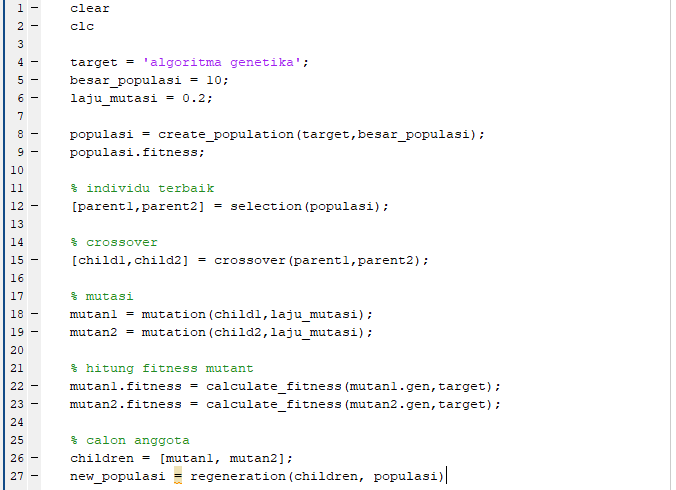 1 – clear
2 – clc
3
4 – target = 'algoritma genetika';
5 – besar_populasi = 10;
6 – laju_mutasi = 0.2;
7
8 – populasi = create_population(target,besar_populasi);
9 – populasi.fitness;
10
11 % individu terbaik
12 – [parent1,parent2] = selection(populasi);
13
14 % crossover
15 – [child1,child2] = crossover(parent1,parent2);
16
17 % mutasi
18 – mutan1 = mutation(child1,laju_mutasi);
19 – mutan2 = mutation(child2,laju_mutasi);
20
21 % hitung fitness mutant
22 – mutan1.fitness = calculate_fitness(mutan1.gen,target);
23 – mutan2.fitness = calculate_fitness(mutan2.gen,target);
24
25 % calon anggota
26 – children = [mutan1, mutan2];
27 – new_populasi = regeneration(children, populasi)